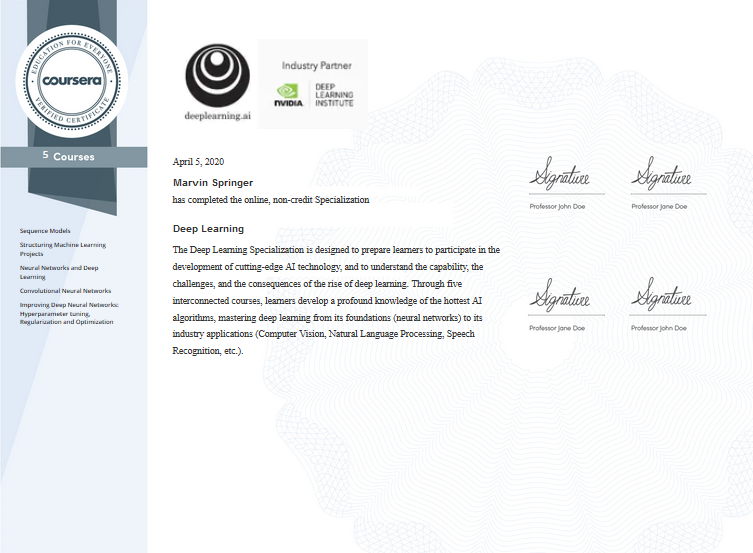 EDUCATION FOR EVERYONE
coursera
VERIFIED CERTIFICATE
5 Courses
Sequence Models
Structuring Machine Learning
Projects
Neural Networks and Deep
Learning
Convolutional Neural Networks
Improving Deep Neural Networks:
Hyperparameter tuning,
Regularization and Optimization
deeplearning.ai
Industry Partner
NVIDIA
DEEP
LEARNING
INSTITUTE
April 5, 2020
Marvin Springer
has completed the online, non-credit Specialization
Deep Learning
The Deep Learning Specialization is designed to prepare learners to participate in the
development of cutting-edge AI technology, and to understand the capability, the
challenges, and the consequences of the rise of deep learning. Through five
interconnected courses, learners develop a profound knowledge of the hottest AI
algorithms, mastering deep learning from its foundations (neural networks) to its
industry applications (Computer Vision, Natural Language Processing, Speech
Recognition, etc.).
Signature
Professor John Doe
Signature
Professor Jane Doe
Signature
Professor Jane Doe
Signature
Professor John Doe